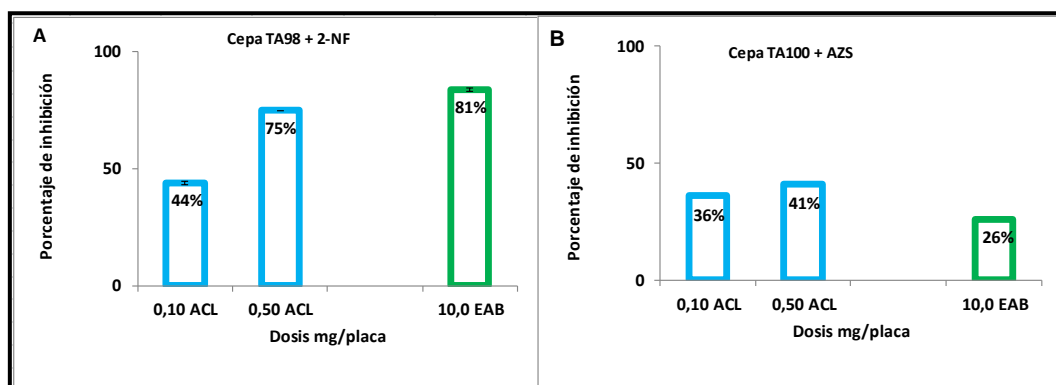 A
Cepa TA98 + 2-NF
Porcentaje de inhibición
100
50
0
44%
75%
81%
0,10 ACL
0,50 ACL
10,0 EAB
Dosis mg/placa
B
Cepa TA100 + AZS
Porcentaje de inhibición
100
50
0
36%
41%
26%
0,10 ACL
0,50 ACL
10,0 EAB
Dosis mg/placa